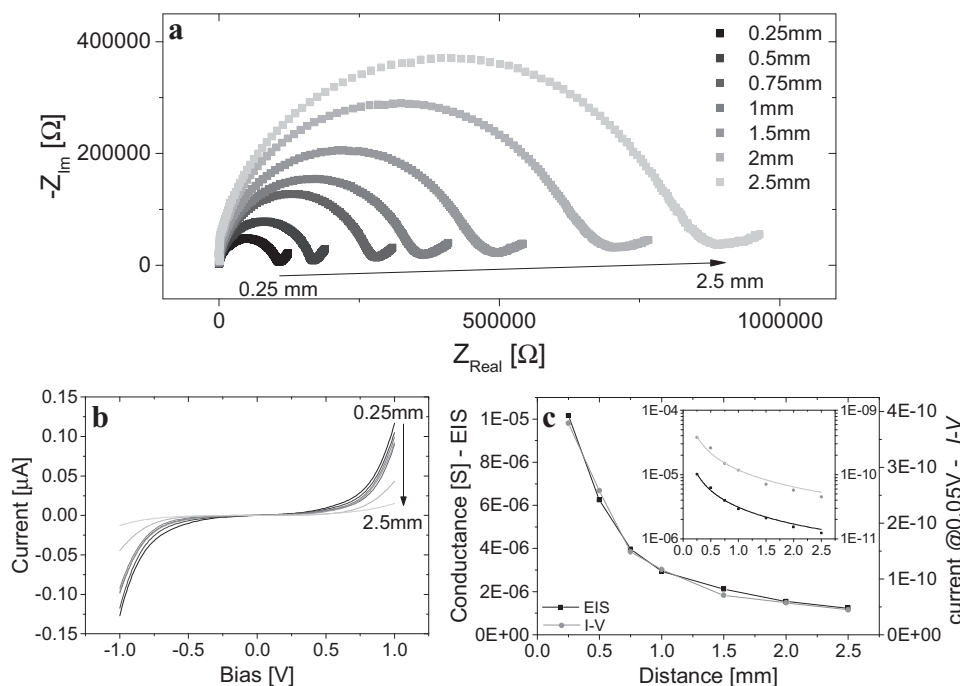 a
400000
200000
0
-Z_Im [Ω]
0.25mm
0.5mm
0.75mm
1mm
1.5mm
2mm
2.5mm
0.25 mm
2.5 mm
0
500000
1000000
Z_Real [Ω]
b
0.15
0.10
0.05
0.00
-0.05
-0.10
-0.15
Current [µA]
0.25mm
2.5mm
-1.0
-0.5
0.0
0.5
1.0
Bias [V]
c
1E-05
8E-06
6E-06
4E-06
2E-06
0E+00
Conductance [S] - EIS
1E-04
1E-05
1E-06
1E-09
1E-10
1E-11
0.0
0.5
1.0
1.5
2.0
2.5
EIS
I-V
4E-10
3E-10
2E-10
1E-10
0E+00
current @0.05V - I-V
0.0
0.5
1.0
1.5
2.0
2.5
Distance [mm]